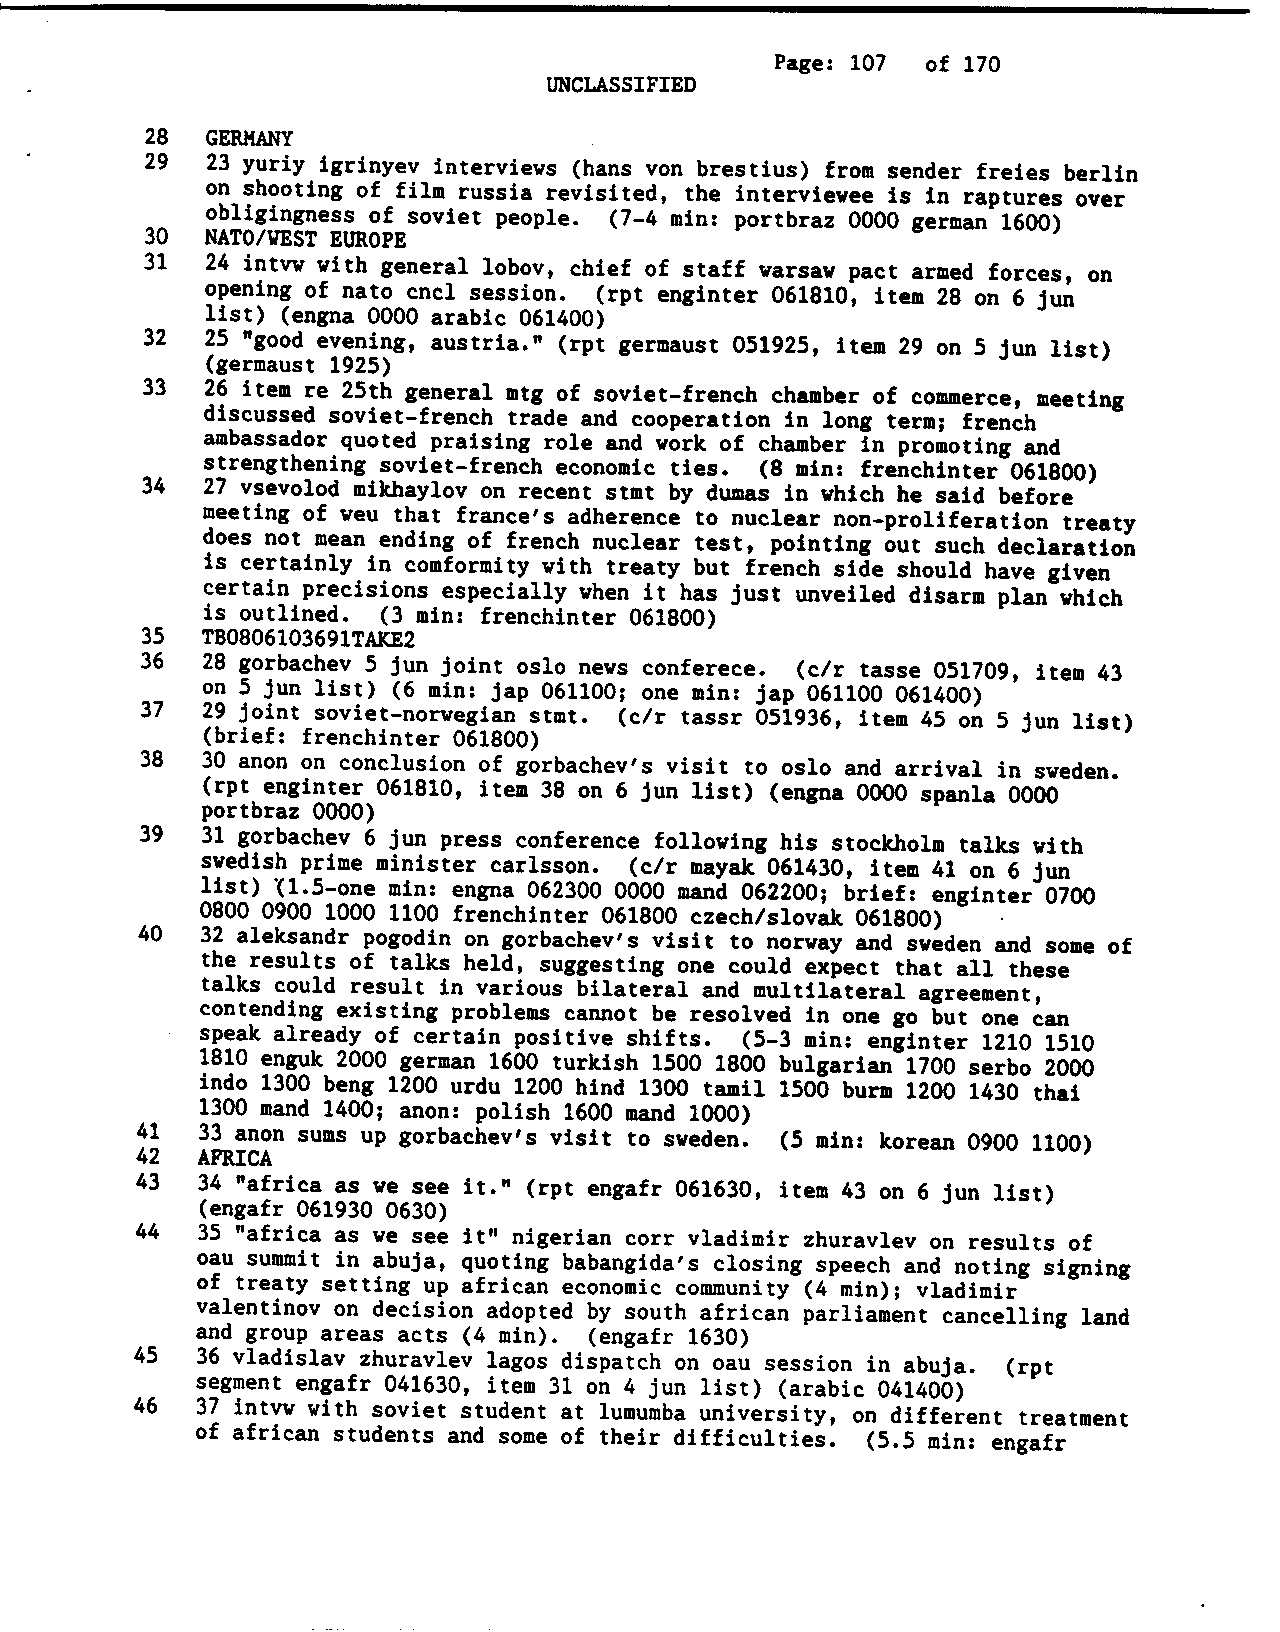 Page: 107 of 170
UNCLASSIFIED
28 GERMANY
29 23 yuriy igrinyev interviews (hans von brestius) from sender freies berlin
on shooting of film russia revisited, the interviewee is in raptures over
obligingness of soviet people. (7-4 min: portbraz 0000 german 1600)
30 NATO/WEST EUROPE
31 24 intvw with general lobov, chief of staff warsaw pact armed forces, on
opening of nato cncl session. (rpt enginter 061810, item 28 on 6 jun
list) (engna 0000 arabic 061400)
32 25 "good evening, austria." (rpt germaust 051925, item 29 on 5 jun list)
(germaust 1925)
33 26 item re 25th general mtg of soviet-french chamber of commerce, meeting
discussed soviet-french trade and cooperation in long term; french
ambassador quoted praising role and work of chamber in promoting and
strengthening soviet-french economic ties. (8 min: frenchinter 061800)
34 27 vsevolod mikhaylov on recent stmt by dumas in which he said before
meeting of weu that france's adherence to nuclear non-proliferation treaty
does not mean ending of french nuclear test, pointing out such declaration
is certainly in comformity with treaty but french side should have given
certain precisions especially when it has just unveiled disarm plan which
is outlined. (3 min: frenchinter 061800)
35 TB0806103691TAKE2
36 28 gorbachev 5 jun joint oslo news conferece. (c/r tasse 051709, item 43
on 5 jun list) (6 min: jap 061100; one min: jap 061100 061400)
37 29 joint soviet-norwegian stmt. (c/r tassr 051936, item 45 on 5 jun list)
(brief: frenchinter 061800)
38 30 anon on conclusion of gorbachev's visit to oslo and arrival in sweden.
(rpt enginter 061810, item 38 on 6 jun list) (engna 0000 spanla 0000
portbraz 0000)
39 31 gorbachev 6 jun press conference following his stockholm talks with
swedish prime minister carlsson. (c/r mayak 061430, item 41 on 6 jun
list) (1.5-one min: engna 062300 0000 mand 062200; brief: enginter 0700
0800 0900 1000 1100 frenchinter 061800 czech/slovak 061800)
40 32 aleksandr pogodin on gorbachev's visit to norway and sweden and some of
the results of talks held, suggesting one could expect that all these
talks could result in various bilateral and multilateral agreement,
contending existing problems cannot be resolved in one go but one can
speak already of certain positive shifts. (5-3 min: enginter 1210 1510
1810 enguk 2000 german 1600 turkish 1500 1800 bulgarian 1700 serbo 2000
indo 1300 beng 1200 urdu 1200 hind 1300 tamil 1500 burm 1200 1430 thai
1300 mand 1400; anon: polish 1600 mand 1000)
41 33 anon sums up gorbachev's visit to sweden. (5 min: korean 0900 1100)
42 AFRICA
43 34 "africa as we see it." (rpt engafr 061630, item 43 on 6 jun list)
(engafr 061930 0630)
44 35 "africa as we see it" nigerian corr vladimir zhuravlev on results of
oau summit in abuja, quoting babangida's closing speech and noting signing
of treaty setting up african economic community (4 min); vladimir
valentinov on decision adopted by south african parliament cancelling land
and group areas acts (4 min). (engafr 1630)
45 36 vladislav zhuravlev lagos dispatch on oau session in abuja. (rpt
segment engafr 041630, item 31 on 4 jun list) (arabic 041400)
46 37 intvw with soviet student at lumumba university, on different treatment
of african students and some of their difficulties. (5.5 min: engafr